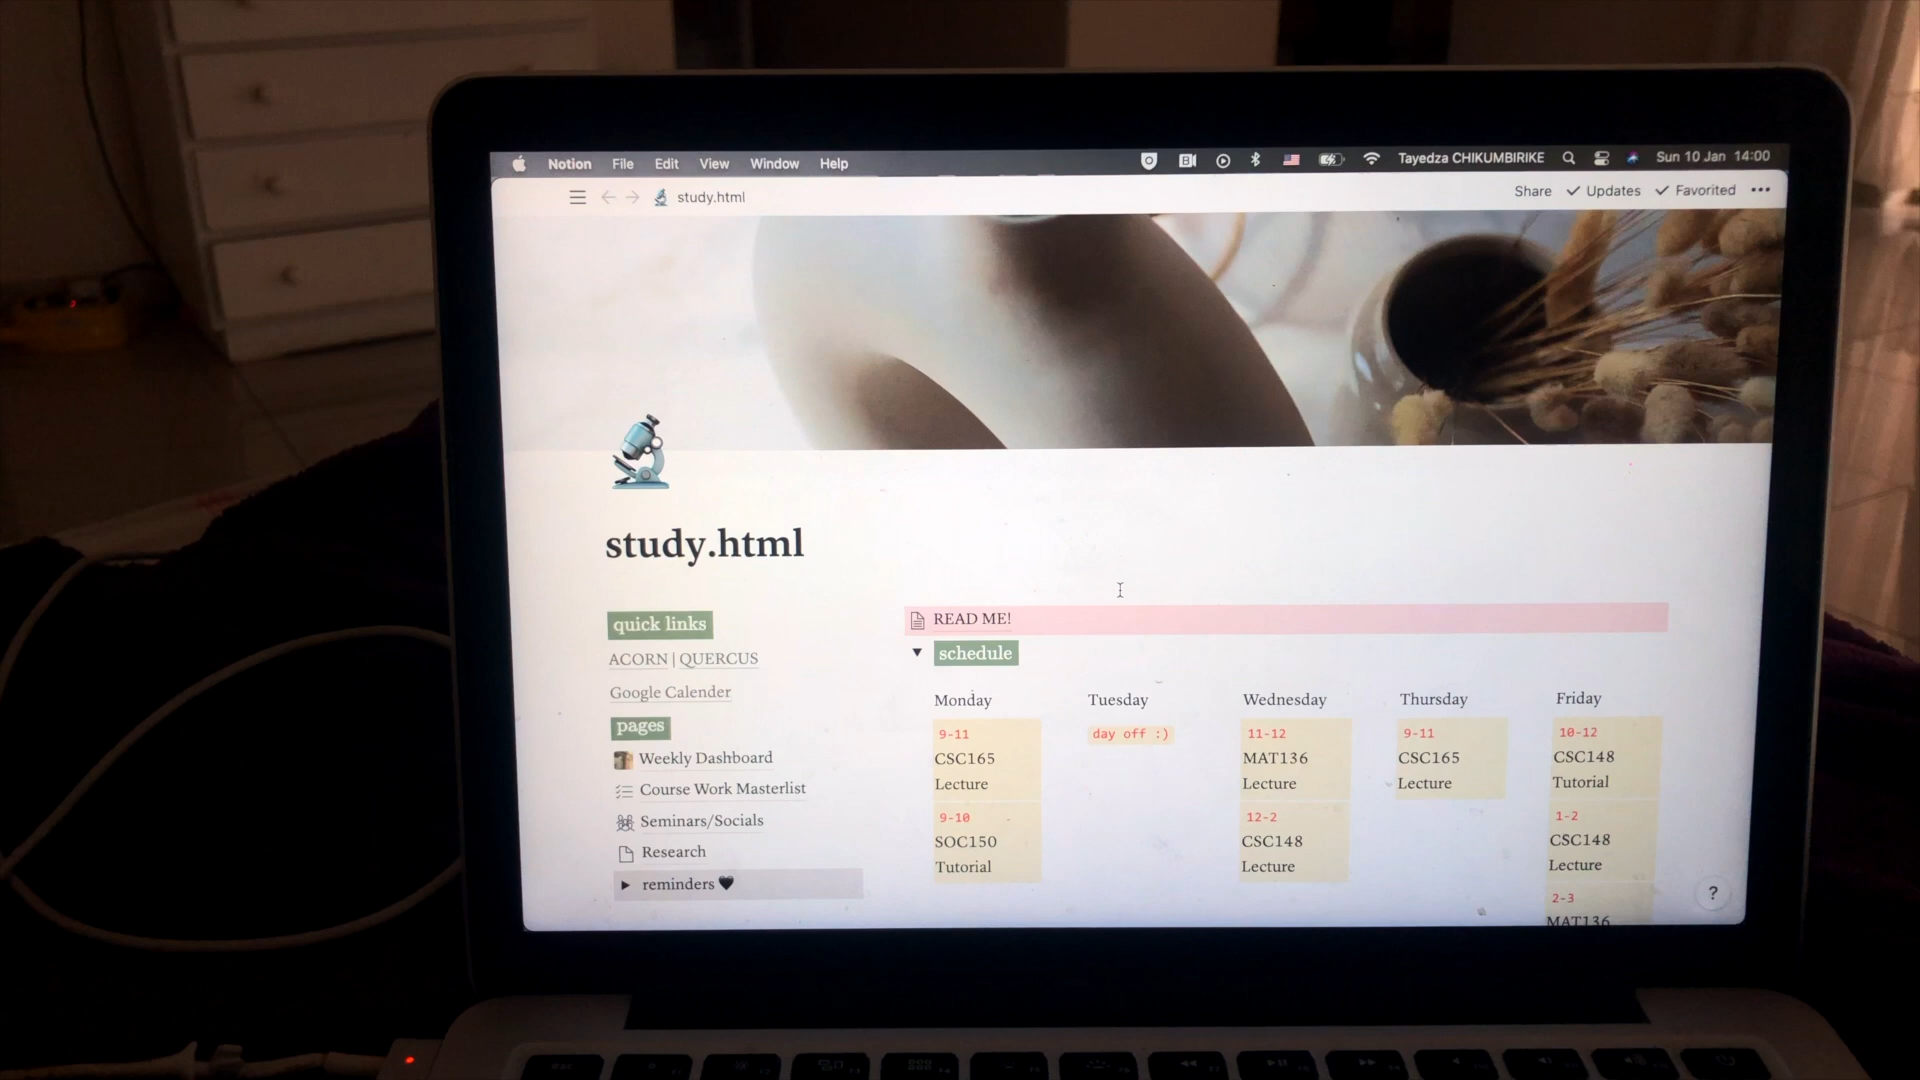 Notion File Edit View Window Help Tayedza CHIKUMBIRIKE Sun 10 Jan 14:00
study.html Share Updates Favorited
study.html
quick links
ACORN | QUERCUS
Google Calender
pages
Weekly Dashboard
Course Work Masterlist
Seminars/Socials
Research
reminders 🖤
READ ME!
schedule
Monday
9-11
CSC165
Lecture
9-10
SOC150
Tutorial
Tuesday
day off :)
Wednesday
11-12
MAT136
Lecture
12-2
CSC148
Lecture
Thursday
9-11
CSC165
Lecture
Friday
10-12
CSC148
Tutorial
1-2
CSC148
Lecture
2-3
MAT136
?